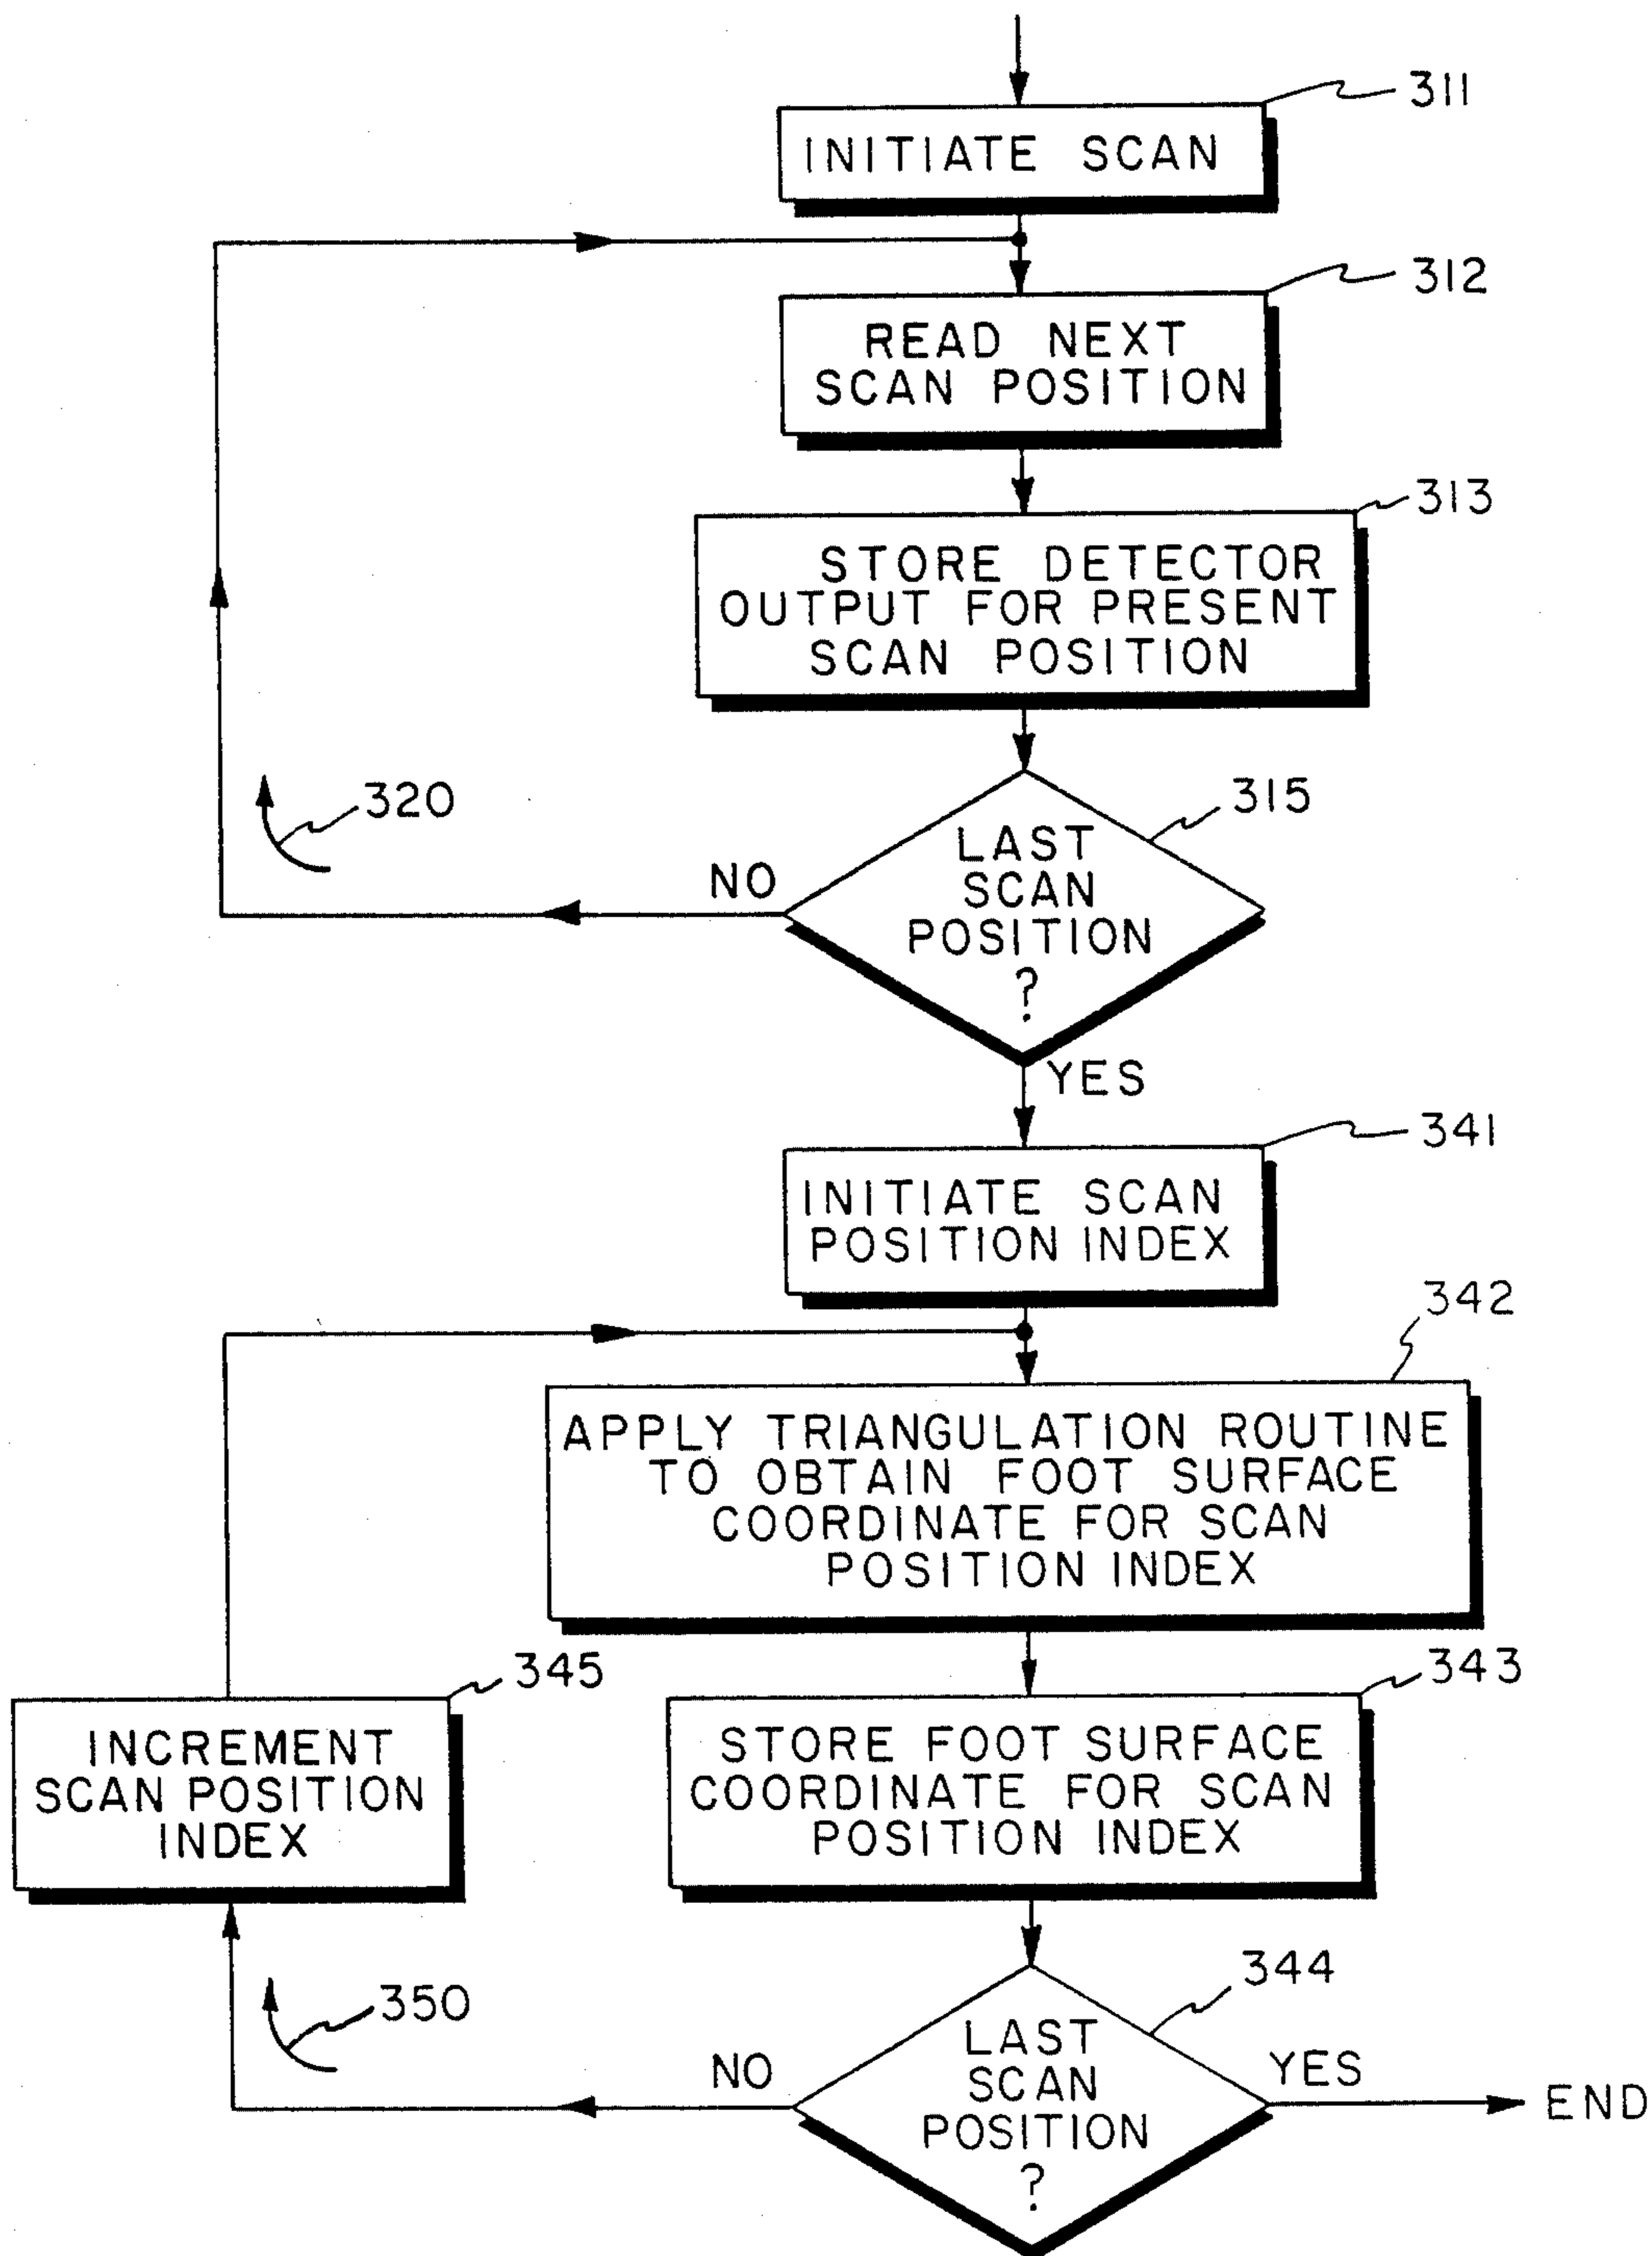 311
INITIATE SCAN
312
READ NEXT
SCAN POSITION
313
STORE DETECTOR
OUTPUT FOR PRESENT
SCAN POSITION
320
315
LAST
SCAN
POSITION
?
NO
YES
341
INITIATE SCAN
POSITION INDEX
342
APPLY TRIANGULATION ROUTINE
TO OBTAIN FOOT SURFACE
COORDINATE FOR SCAN
POSITION INDEX
345
INCREMENT
SCAN POSITION
INDEX
343
STORE FOOT SURFACE
COORDINATE FOR SCAN
POSITION INDEX
350
344
LAST
SCAN
POSITION
?
NO
YES
END